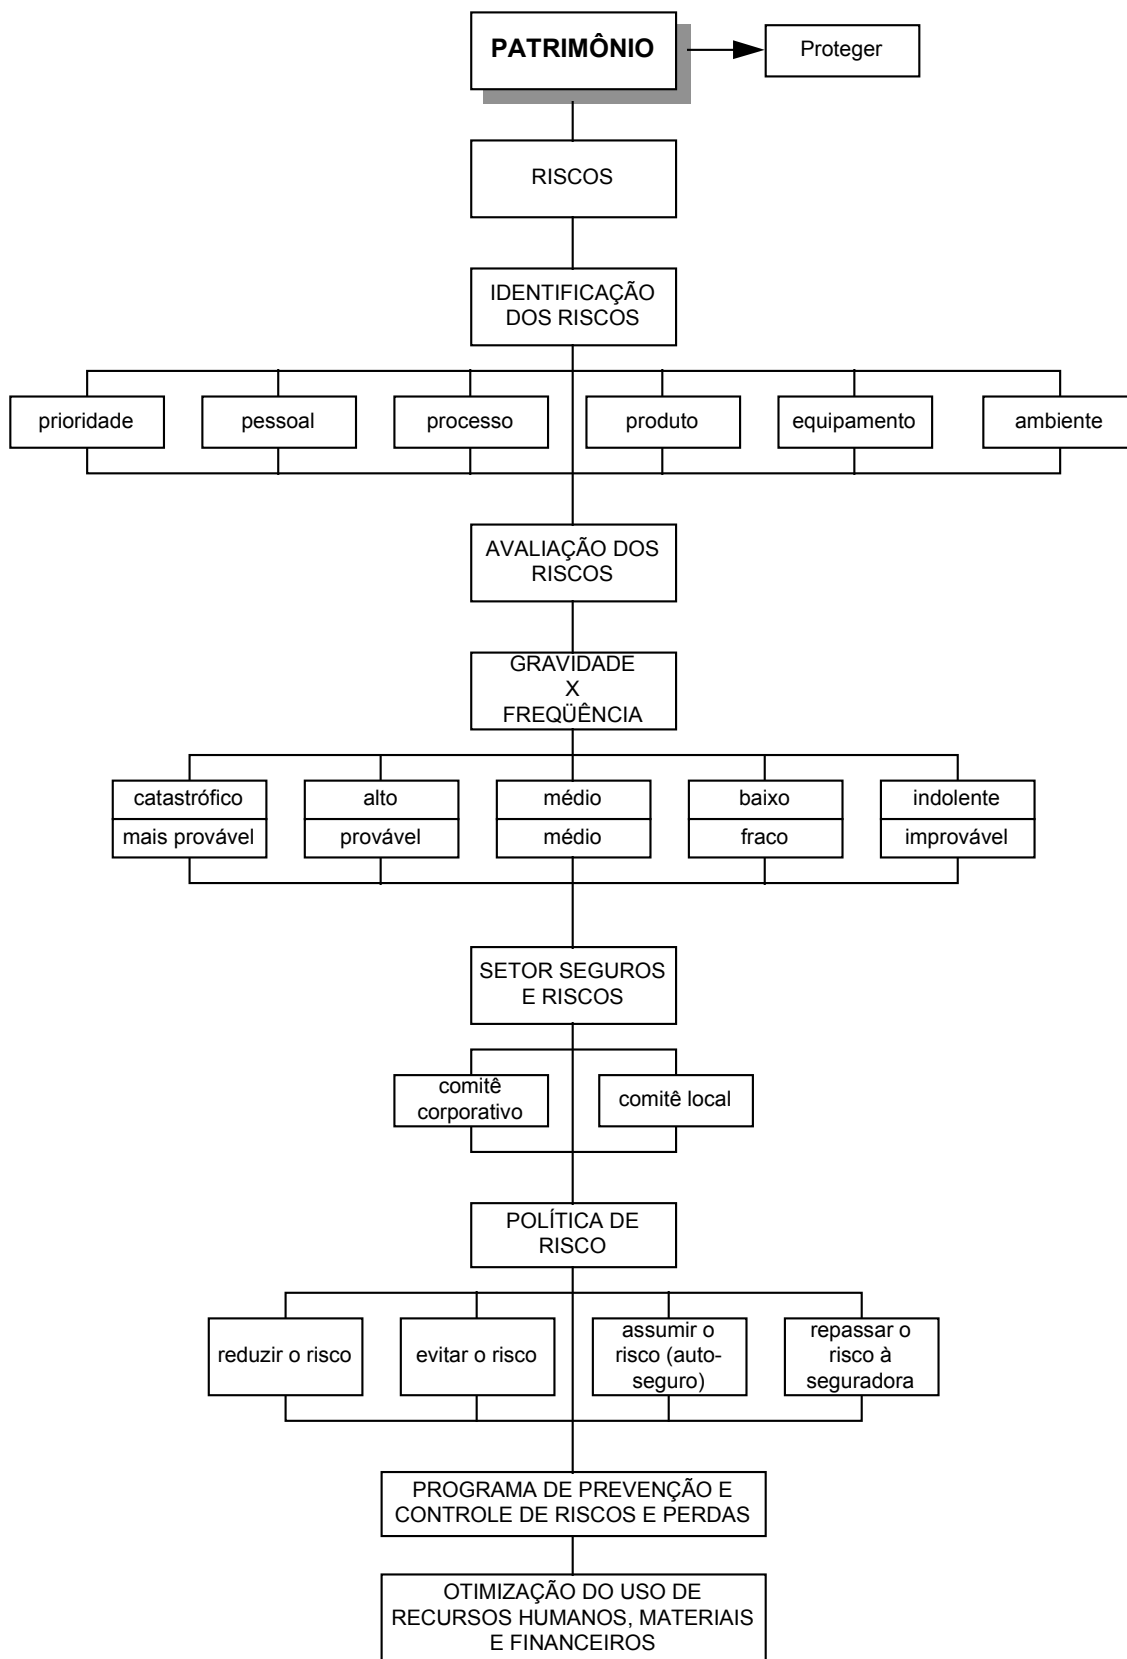 PATRIMÔNIO
Proteger
RISCOS
IDENTIFICAÇÃO
DOS RISCOS
prioridade
pessoal
processo
produto
equipamento
ambiente
AVALIAÇÃO DOS
RISCOS
GRAVIDADE
X
FREQÜÊNCIA
catastrófico
alto
médio
baixo
indolente
mais provável
provável
médio
fraco
improvável
SETOR SEGUROS
E RISCOS
comitê
corporativo
comitê local
POLÍTICA DE
RISCO
reduzir o risco
evitar o risco
assumir o
risco (auto-
seguro)
repassar o
risco à
seguradora
PROGRAMA DE PREVENÇÃO E
CONTROLE DE RISCOS E PERDAS
OTIMIZAÇÃO DO USO DE
RECURSOS HUMANOS, MATERIAIS
E FINANCEIROS